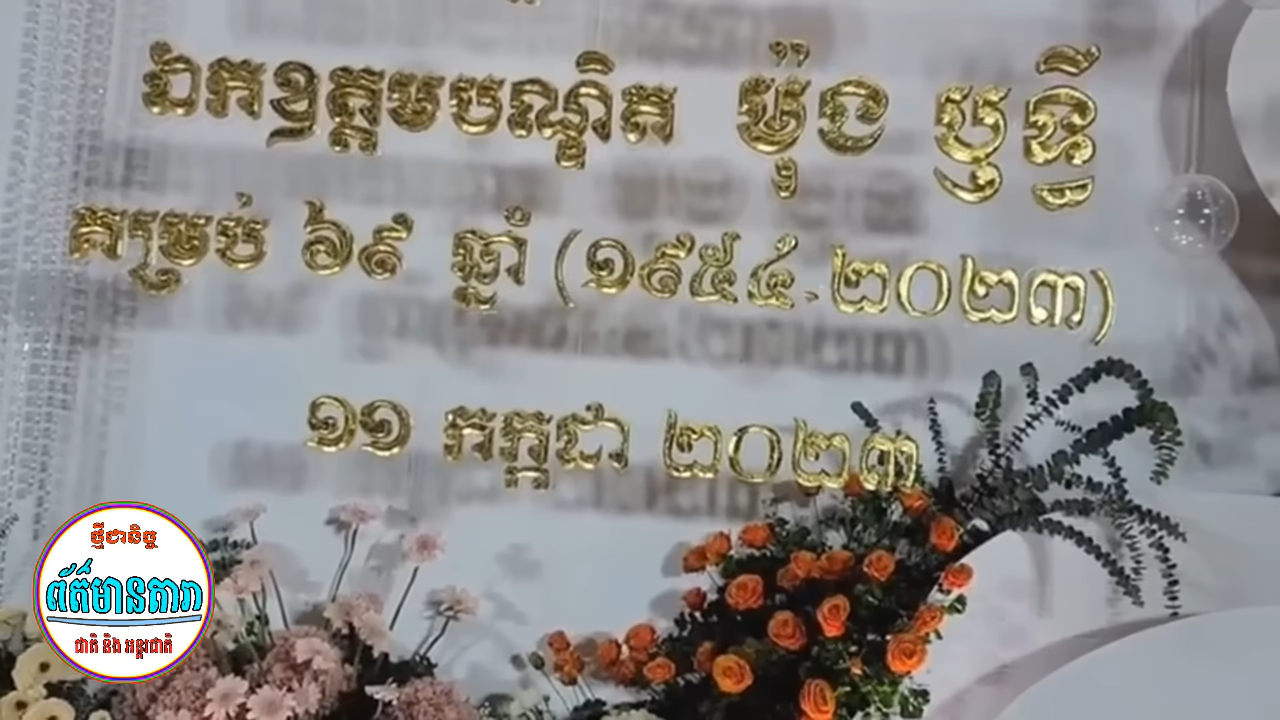 ឯកឧត្តមបណ្ឌិត ម៉ុង ឫទ្ធី
គម្រប់ ៦៩ ឆ្នាំ (១៩៥៤-២០២៣)
១១ កក្កដា ២០២៣
ថ្មីជានិច្ច
ព័ត៌មានតារា
ជាតិ និង អន្តរជាតិ